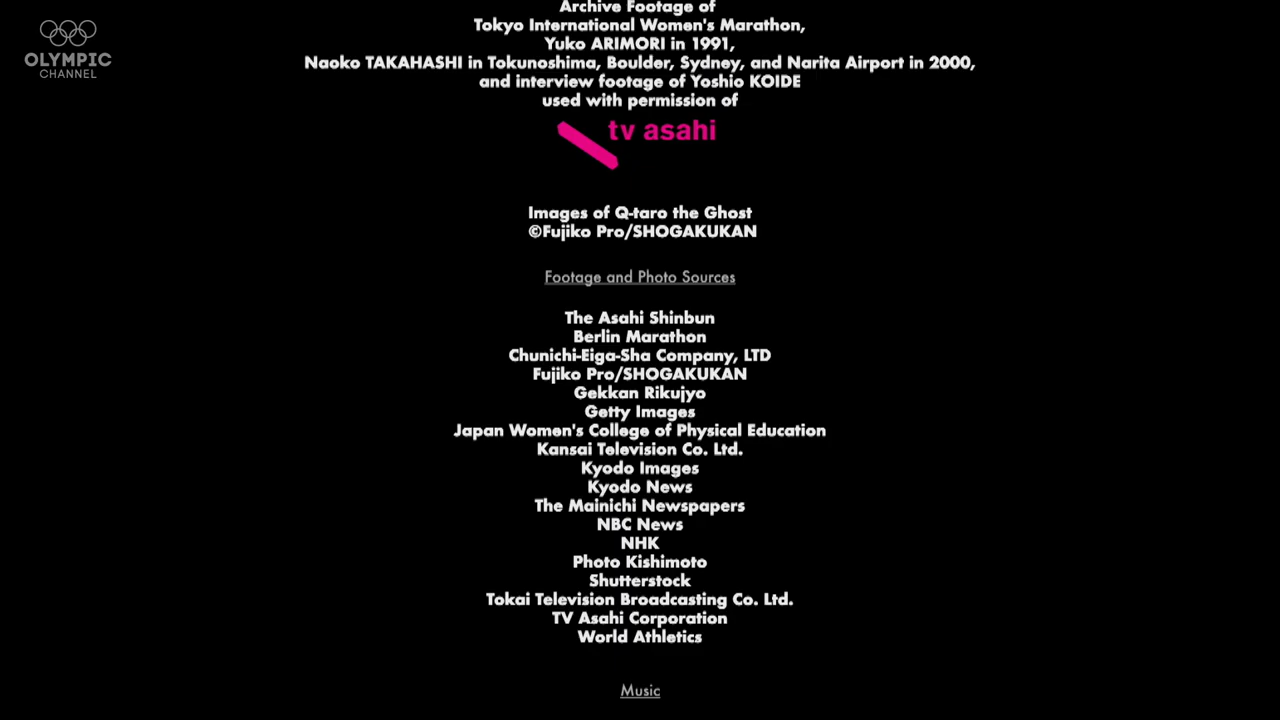 OLYMPIC
CHANNEL
Archive Footage of
Tokyo International Women's Marathon,
Yuko ARIMORI in 1991,
Naoko TAKAHASHI in Tokunoshima, Boulder, Sydney, and Narita Airport in 2000,
and interview footage of Yoshio KOIDE
used with permission of
tv asahi
Images of Q-taro the Ghost
©Fujiko Pro/SHOGAKUKAN
Footage and Photo Sources
The Asahi Shinbun
Berlin Marathon
Chunichi-Eiga-Sha Company, LTD
Fujiko Pro/SHOGAKUKAN
Gekkan Rikujyo
Getty Images
Japan Women's College of Physical Education
Kansai Television Co. Ltd.
Kyodo Images
Kyodo News
The Mainichi Newspapers
NBC News
NHK
Photo Kishimoto
Shutterstock
Tokai Television Broadcasting Co. Ltd.
TV Asahi Corporation
World Athletics
Music